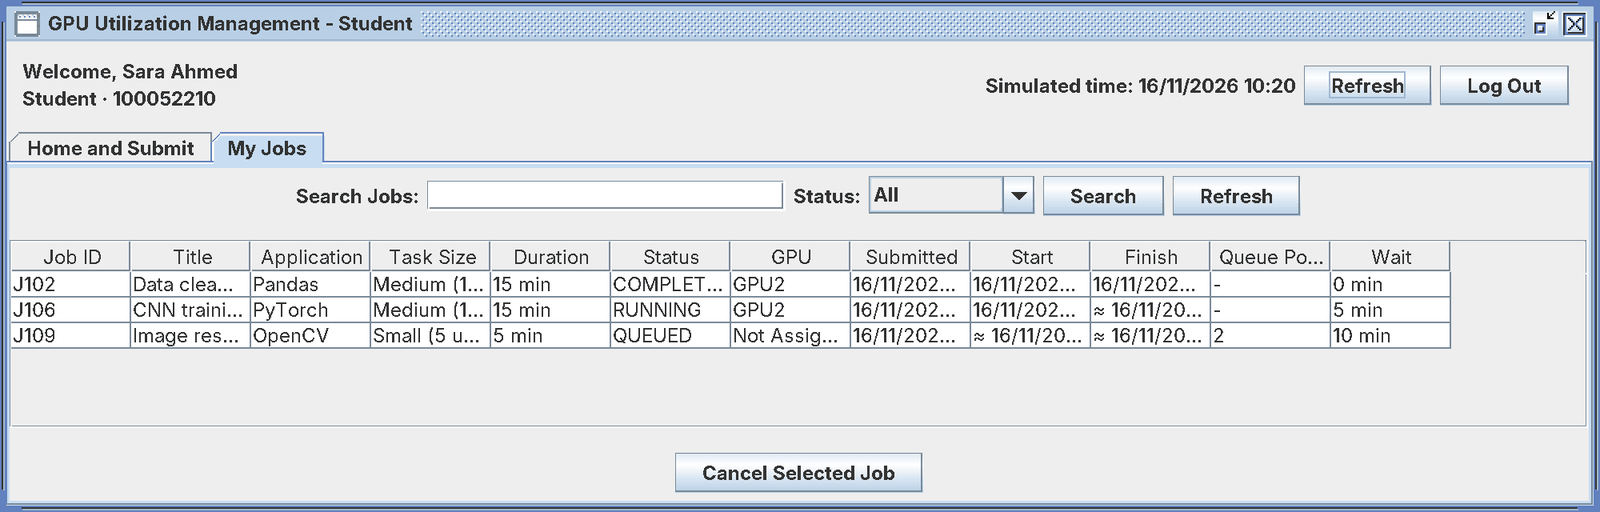 GPU Utilization Management - Student
Welcome, Sara Ahmed
Student · 100052210
Simulated time: 16/11/2026 10:20 Refresh Log Out
Home and Submit My Jobs
Search Jobs: Status: All Search Refresh
Job ID Title Application Task Size Duration Status GPU Submitted Start Finish Queue Po... Wait
J102 Data clea... Pandas Medium (1... 15 min COMPLET... GPU2 16/11/202... 16/11/202... 16/11/202... - 0 min
J106 CNN traini... PyTorch Medium (1... 15 min RUNNING GPU2 16/11/202... 16/11/202... ≈ 16/11/20... - 5 min
J109 Image res... OpenCV Small (5 u... 5 min QUEUED Not Assig... 16/11/202... ≈ 16/11/20... ≈ 16/11/20... 2 10 min
Cancel Selected Job